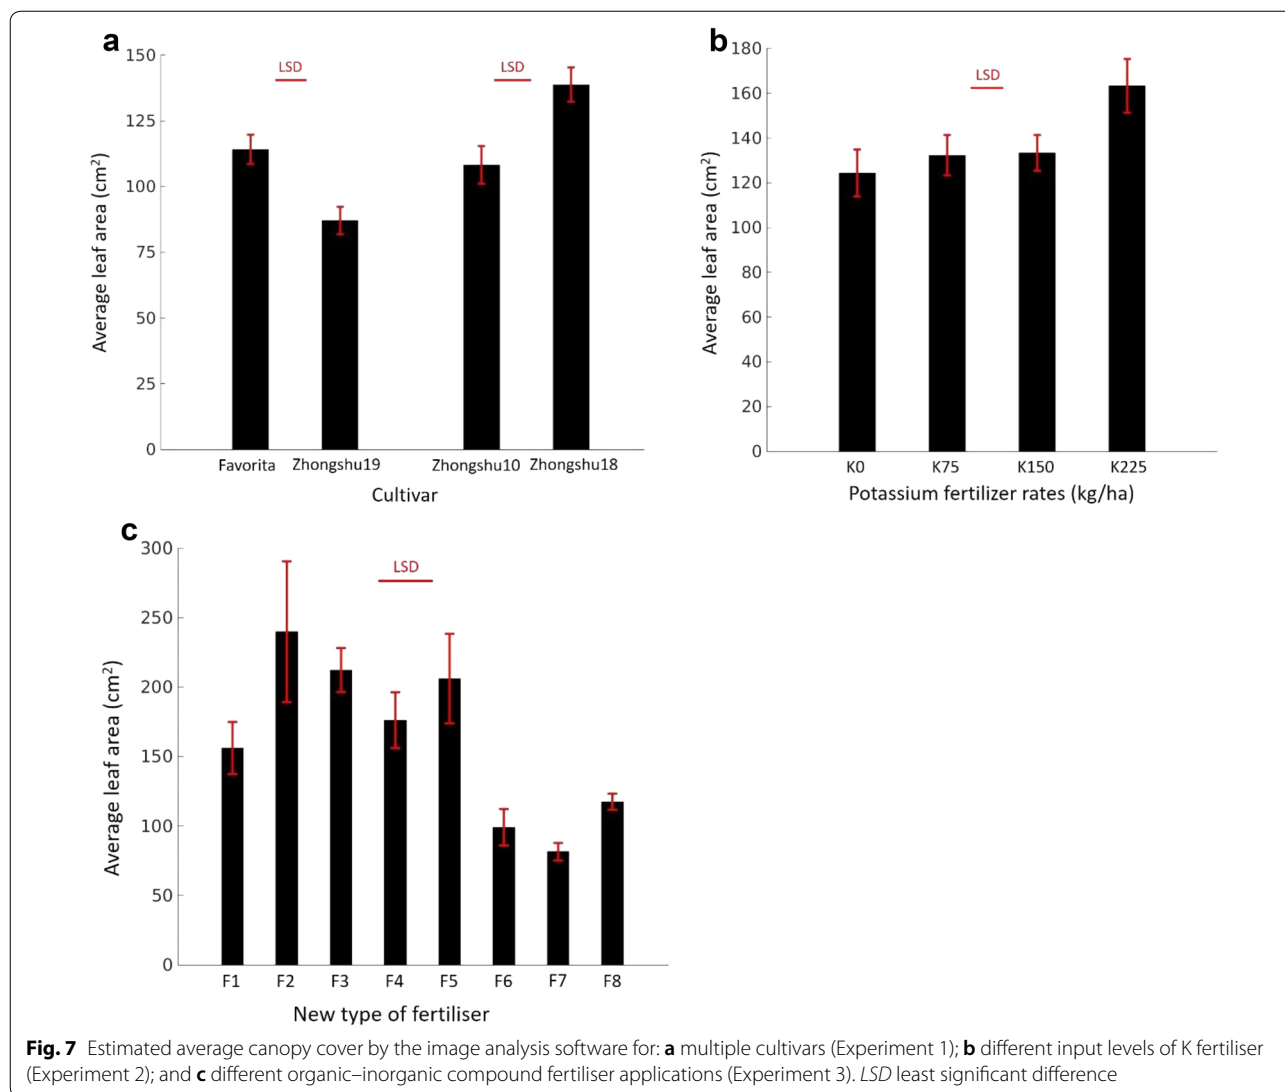 a
150
125
100
75
50
25
0
Average leaf area (cm²)
LSD
LSD
Favorita Zhongshu19 Zhongshu10 Zhongshu18
Cultivar
b
180
160
140
120
100
80
60
40
20
0
Average leaf area (cm²)
LSD
K0 K75 K150 K225
Potassium fertilizer rates (kg/ha)
c
300
250
200
150
100
50
0
Average leaf area (cm²)
LSD
F1 F2 F3 F4 F5 F6 F7 F8
New type of fertiliser
Fig. 7 Estimated average canopy cover by the image analysis software for: a multiple cultivars (Experiment 1); b different input levels of K fertiliser
(Experiment 2); and c different organic–inorganic compound fertiliser applications (Experiment 3). LSD least significant difference